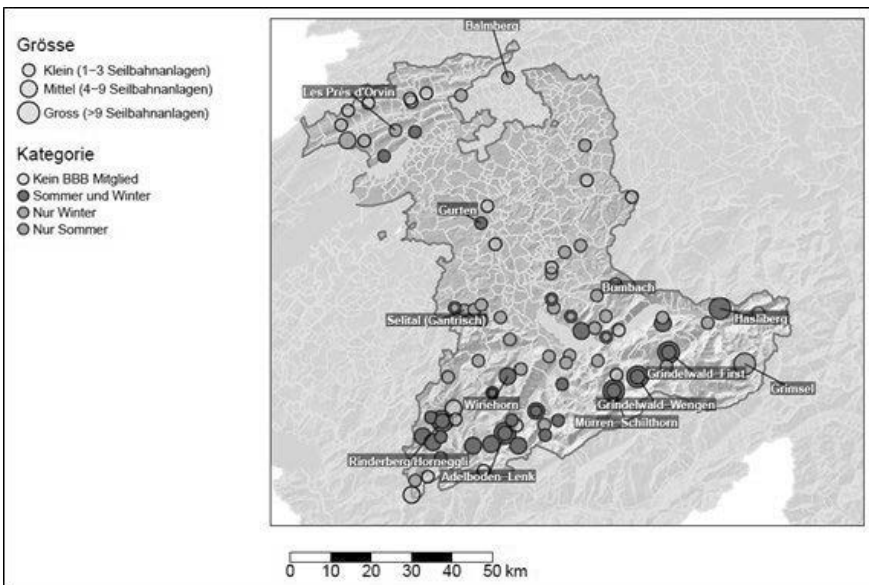 Grösse
Klein (1−3 Seilbahnanlagen)
Mittel (4−9 Seilbahnanlagen)
Gross (>9 Seilbahnanlagen)
Kategorie
Kein BBB Mitglied
Sommer und Winter
Nur Winter
Nur Sommer
Balmberg
Les Prés d'Orvin
Gurten
Bumbach
Selital (Gantrisch)
Hasliberg
Grindelwald−First
Grimsel
Grindelwald−Wengen
Wiriehorn
Mürren−Schilthorn
Rinderberg/Horneggli
Adelboden−Lenk
0 10 20 30 40 50 km